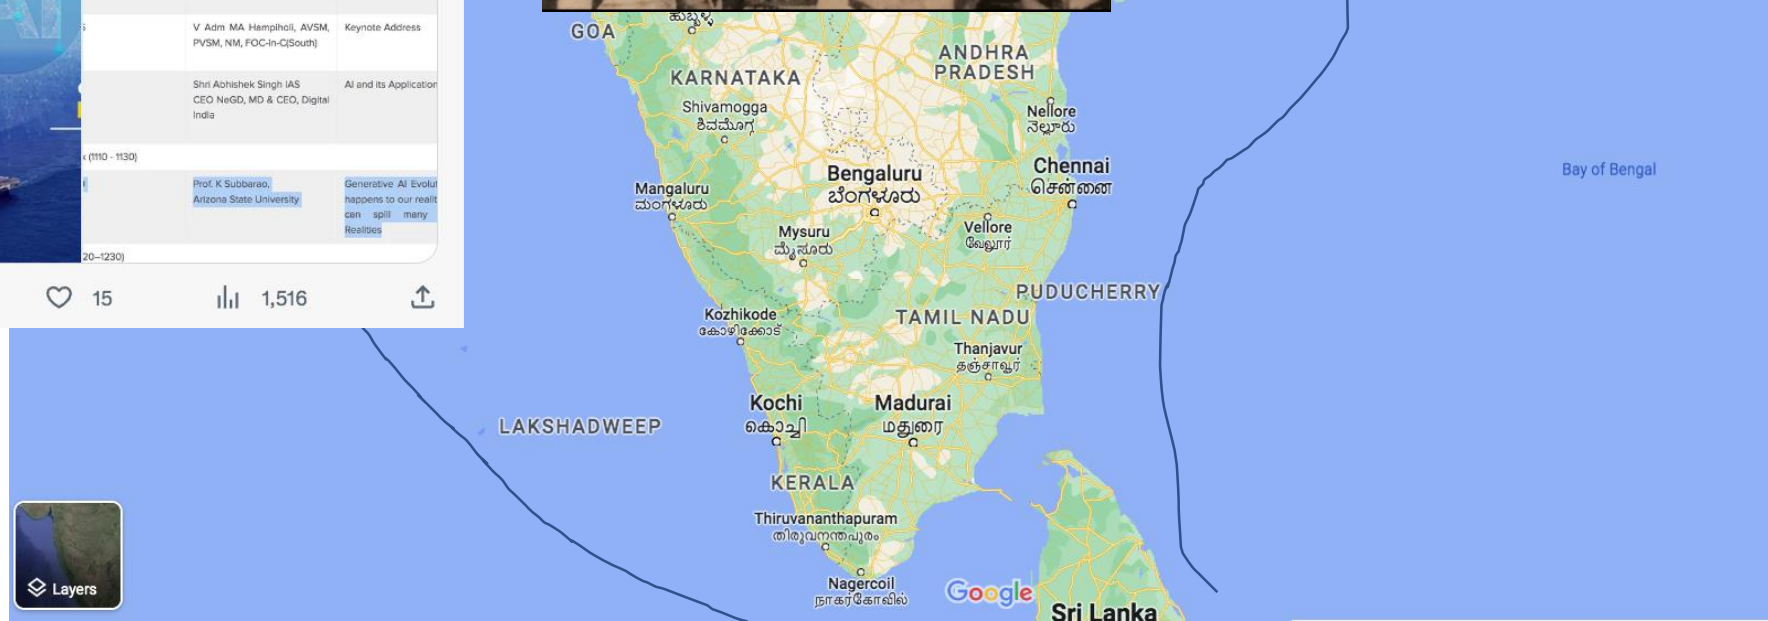 V Adm MA Hampiholi, AVSM,
PVSM, NM, FOC-in-C(South)
Keynote Address
Shri Abhishek Singh IAS
CEO NeGD, MD & CEO, Digital
India
AI and its Application
(1110 - 1130)
Prof. K Subbarao,
Arizona State University
Generative AI Evolut
happens to our realit
can spill many
Realities
20–1230)
15
1,516
ಹುಬ್ಬಳ್ಳಿ
GOA
KARNATAKA
ANDHRA
PRADESH
Shivamogga
ಶಿವಮೊಗ್ಗ
Nellore
నెల్లూరు
Chennai
சென்னை
Bengaluru
ಬೆಂಗಳೂರು
Mangaluru
ಮಂಗಳೂರು
Bay of Bengal
Mysuru
ಮೈಸೂರು
Vellore
வேலூர்
PUDUCHERRY
Kozhikode
കോഴിക്കോട്
TAMIL NADU
Thanjavur
தஞ்சாவூர்
Kochi
കൊച്ചി
Madurai
மதுரை
LAKSHADWEEP
KERALA
Thiruvananthapuram
തിരുവനന്തപുരം
Nagercoil
நாகர்கோவில்
Google
Sri Lanka
Layers